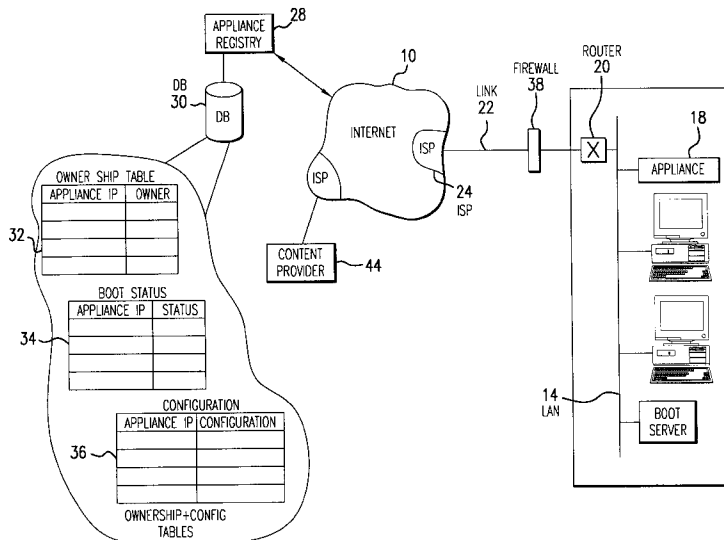 APPLIANCE
REGISTRY
28
DB
30
DB
10
INTERNET
ISP
ISP
24
ISP
LINK
22
FIREWALL
38
ROUTER
20
X
18
APPLIANCE
CONTENT
PROVIDER
44
OWNER SHIP TABLE
APPLIANCE IP OWNER
32
BOOT STATUS
APPLIANCE IP STATUS
34
CONFIGURATION
APPLIANCE IP CONFIGURATION
36
OWNERSHIP+CONFIG
TABLES
14
LAN
BOOT
SERVER